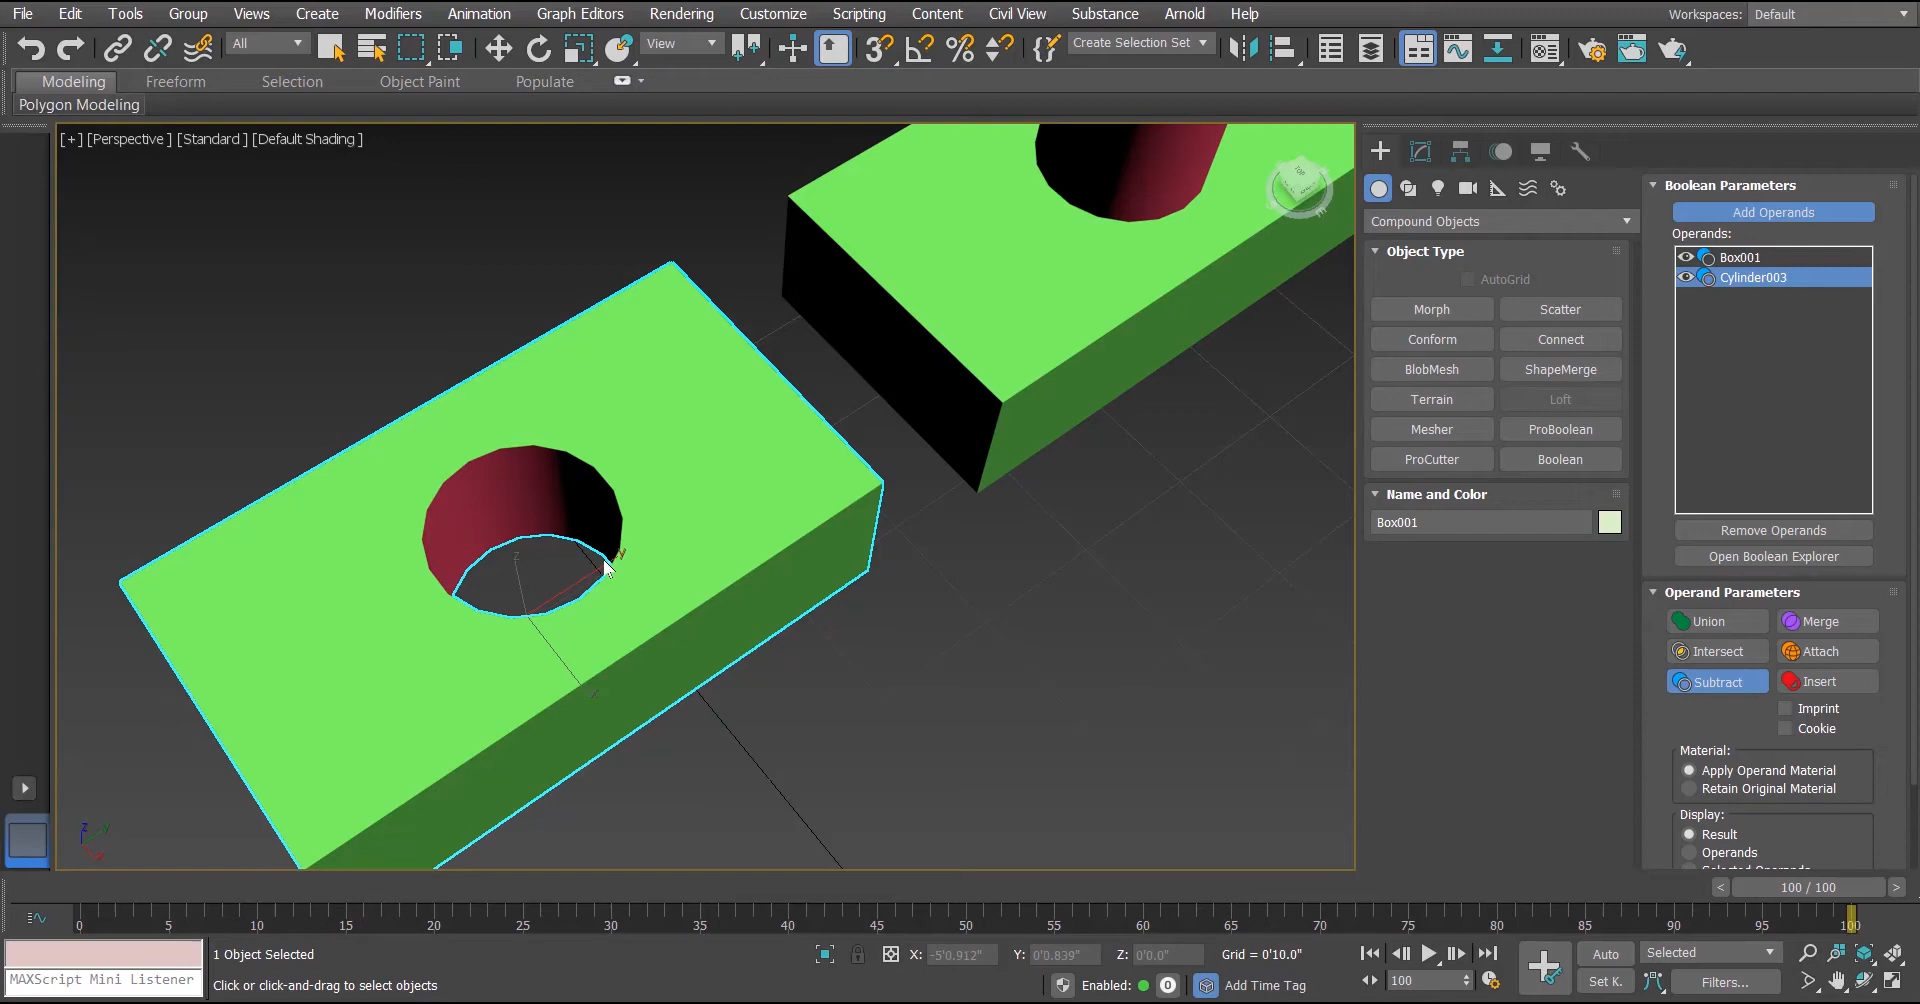 File Edit Tools Group Views Create Modifiers Animation Graph Editors Rendering Customize Scripting Content Civil View Substance Arnold Help Workspaces: Default
All View Create Selection Set
Modeling Freeform Selection Object Paint Populate
Polygon Modeling
[+] [Perspective ] [Standard ] [Default Shading ]
Compound Objects
Object Type
AutoGrid
Morph Scatter
Conform Connect
BlobMesh ShapeMerge
Terrain Loft
Mesher ProBoolean
ProCutter Boolean
Name and Color
Box001
Boolean Parameters
Add Operands
Operands:
Box001
Cylinder003
Remove Operands
Open Boolean Explorer
Operand Parameters
Union Merge
Intersect Attach
Subtract Insert
Imprint
Cookie
Material:
Apply Operand Material
Retain Original Material
Display:
Result
Operands
TOP
z
y
x
z y
x
< 100 / 100 >
0 5 10 15 20 25 30 35 40 45 50 55 60 65 70 75 80 85 90 95 100
1 Object Selected X: -5'0.912" Y: 0'0.839" Z: 0'0.0" Grid = 0'10.0" Auto Selected
MAXScript Mini Listener Click or click-and-drag to select objects Enabled: 0 Add Time Tag 100 Set K. Filters...